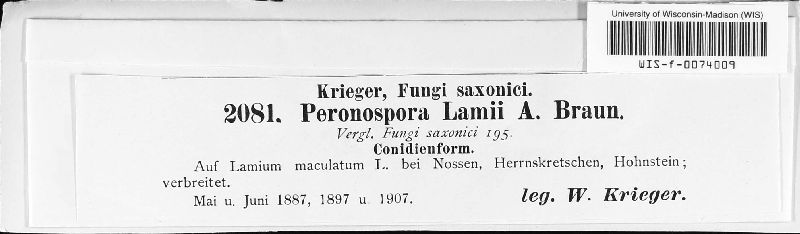 University of Wisconsin-Madison (WIS)
WIS-f-0074009
Krieger, Fungi saxonici.
2081. Peronospora Lamii A. Braun.
Vergl. Fungi saxonici 195.
Conidienform.
Auf Lamium maculatum L. bei Nossen, Herrnskretschen, Hohnstein;
verbreitet.
Mai u. Juni 1887, 1897 u. 1907.
leg. W. Krieger.